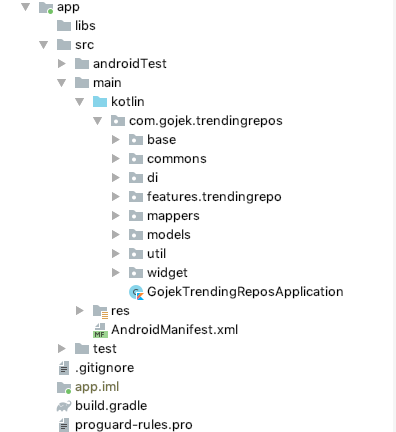 app
libs
src
androidTest
main
kotlin
com.gojek.trendingrepos
base
commons
di
features.trendingrepo
mappers
models
util
widget
GojekTrendingReposApplication
res
MF AndroidManifest.xml
test
.gitignore
app.iml
build.gradle
proguard-rules.pro